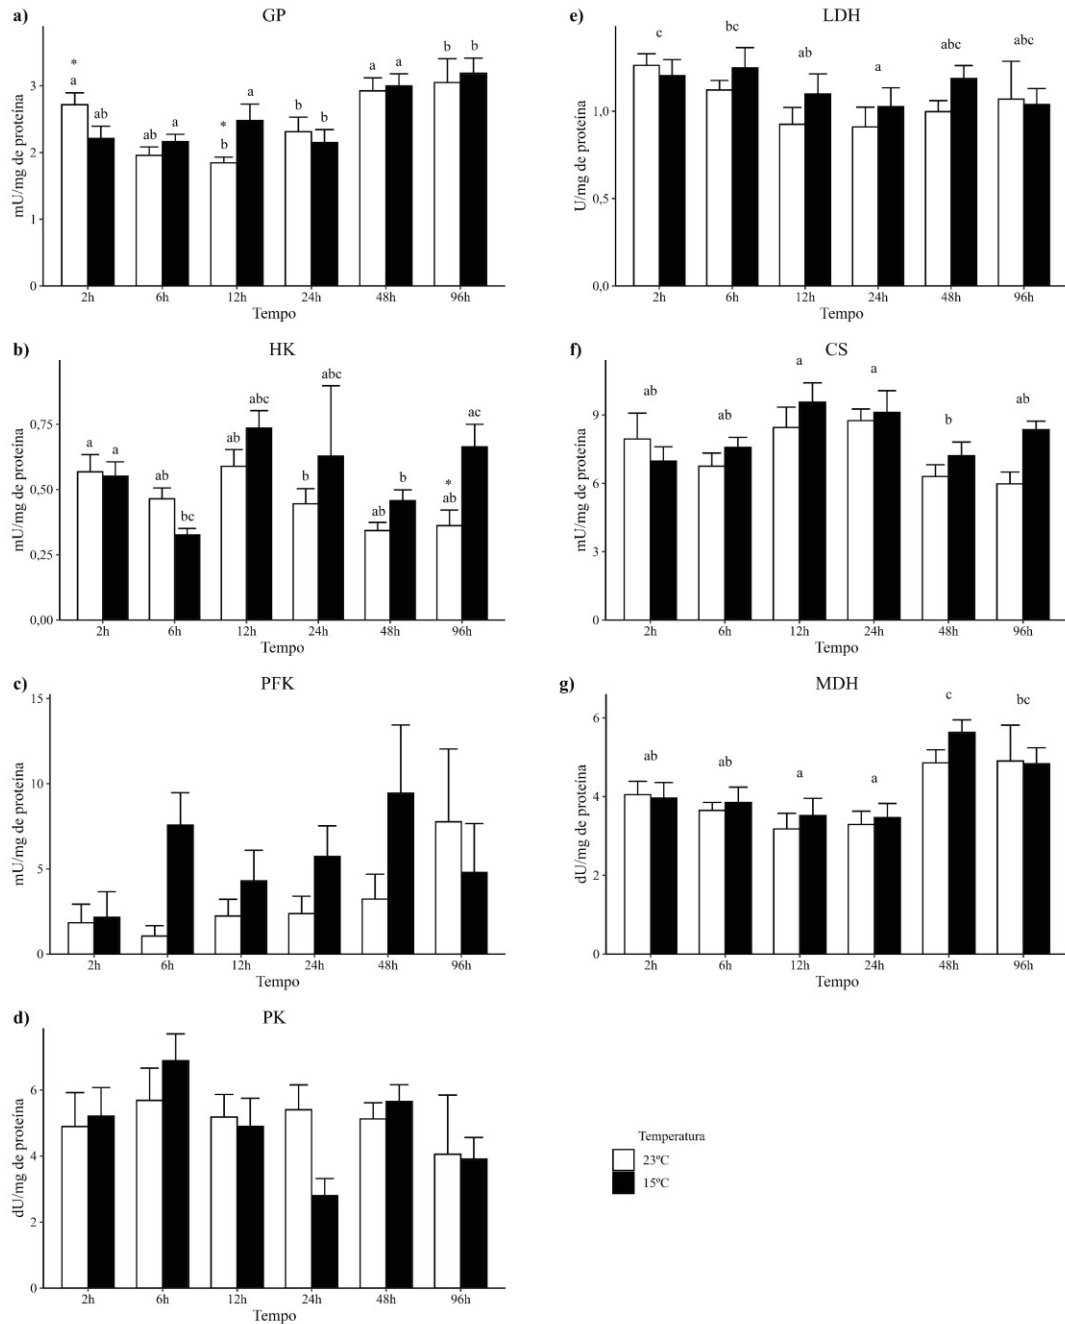 a) GP
mU/mg de proteína
3
2
1
0
* a ab ab a * b a b b a a b b
2h 6h 12h 24h 48h 96h
Tempo
b) HK
mU/mg de proteína
0,75
0,50
0,25
0,00
a a ab bc ab abc b abc ab b * ab ac
2h 6h 12h 24h 48h 96h
Tempo
c) PFK
mU/mg de proteína
15
10
5
0
2h 6h 12h 24h 48h 96h
Tempo
d) PK
dU/mg de proteína
6
4
2
0
2h 6h 12h 24h 48h 96h
Tempo
e) LDH
U/mg de proteína
1,0
0,5
0,0
c bc ab a abc abc
2h 6h 12h 24h 48h 96h
Tempo
f) CS
mU/mg de proteína
9
6
3
0
ab ab a a b ab
2h 6h 12h 24h 48h 96h
Tempo
g) MDH
dU/mg de proteína
6
4
2
0
ab ab a a c bc
2h 6h 12h 24h 48h 96h
Tempo
Temperatura
23ºC
15ºC